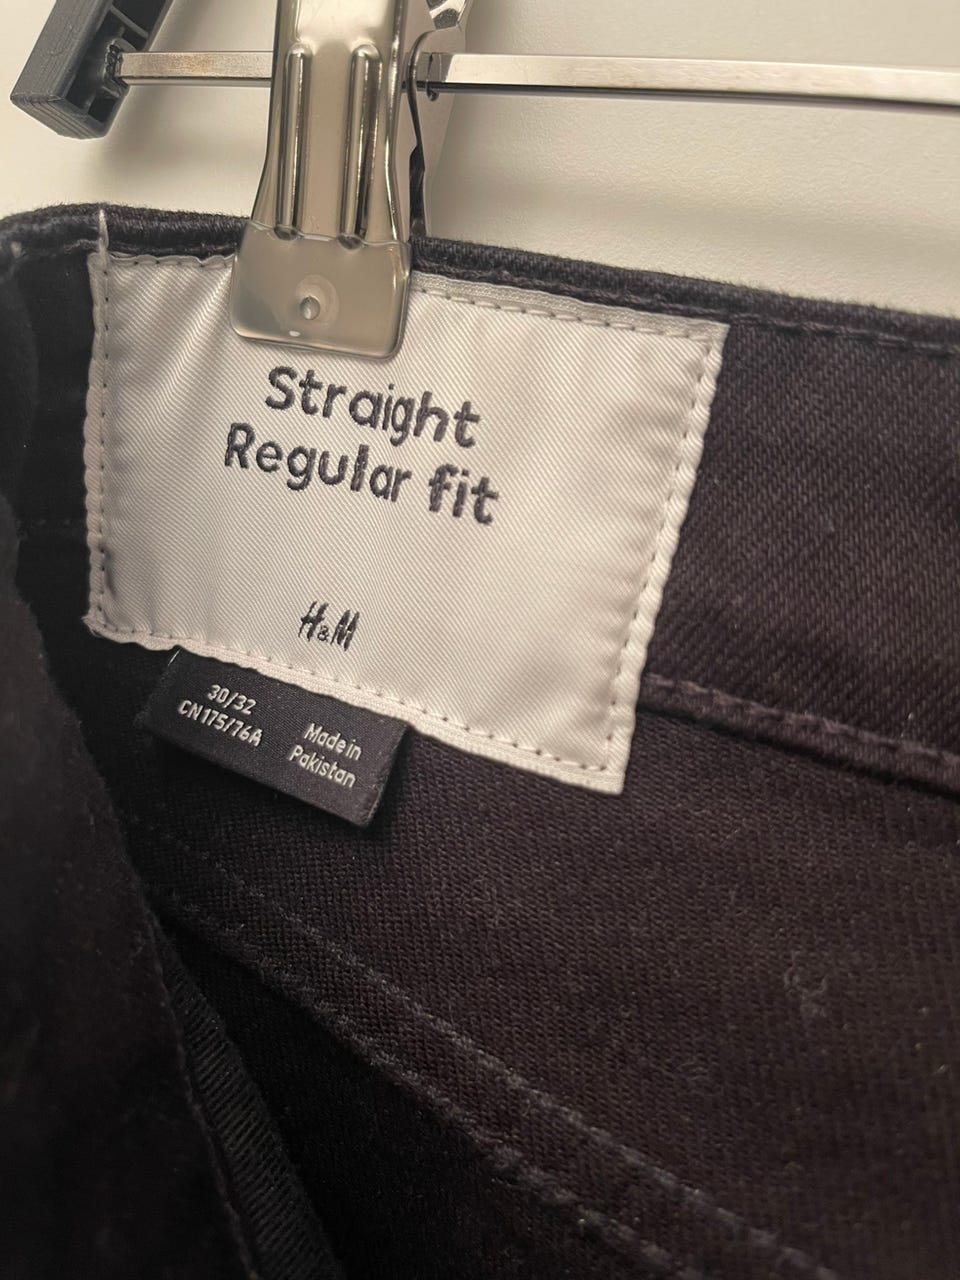 Straight
Regular fit
H&M
30/32
CN175/76A
Made in
Pakistan